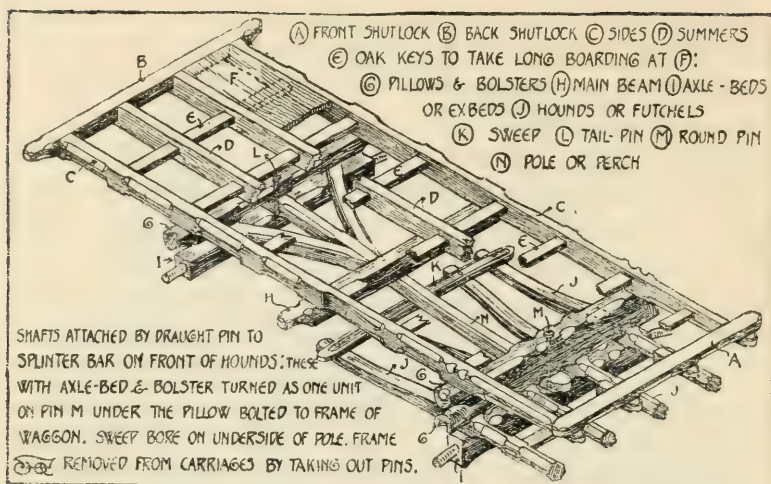 Ⓐ FRONT SHUTLOCK Ⓑ BACK SHUTLOCK Ⓒ SIDES Ⓓ SUMMERS
Ⓔ OAK KEYS TO TAKE LONG BOARDING AT Ⓕ:
Ⓖ PILLOWS & BOLSTERS Ⓗ MAIN BEAM Ⓘ AXLE-BEDS
OR EXBEDS Ⓙ HOUNDS OR FUTCHELS
Ⓚ SWEEP Ⓛ TAIL-PIN Ⓜ ROUND PIN
Ⓝ POLE OR PERCH
B
F
E
L
D
C
E
D
C
G
E
I
K
J
H
N
M
J
A
G
J
G
I
SHAFTS ATTACHED BY DRAUGHT PIN TO
SPLINTER BAR ON FRONT OF HOUNDS: THESE
WITH AXLE-BED & BOLSTER TURNED AS ONE UNIT
ON PIN M UNDER THE PILLOW BOLTED TO FRAME OF
WAGGON. SWEEP BORE ON UNDERSIDE OF POLE. FRAME
REMOVED FROM CARRIAGES BY TAKING OUT PINS.